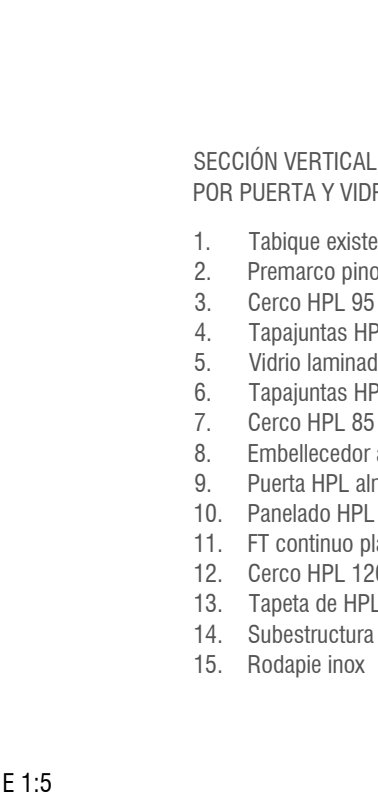 SECCIÓN VERTICAL
POR PUERTA Y VIDR
1. Tabique existe
2. Premarco pino
3. Cerco HPL 95
4. Tapajuntas HP
5. Vidrio laminad
6. Tapajuntas HP
7. Cerco HPL 85
8. Embellecedor a
9. Puerta HPL alr
10. Panelado HPL
11. FT continuo pla
12. Cerco HPL 120
13. Tapeta de HPL
14. Subestructura
15. Rodapie inox
E 1:5